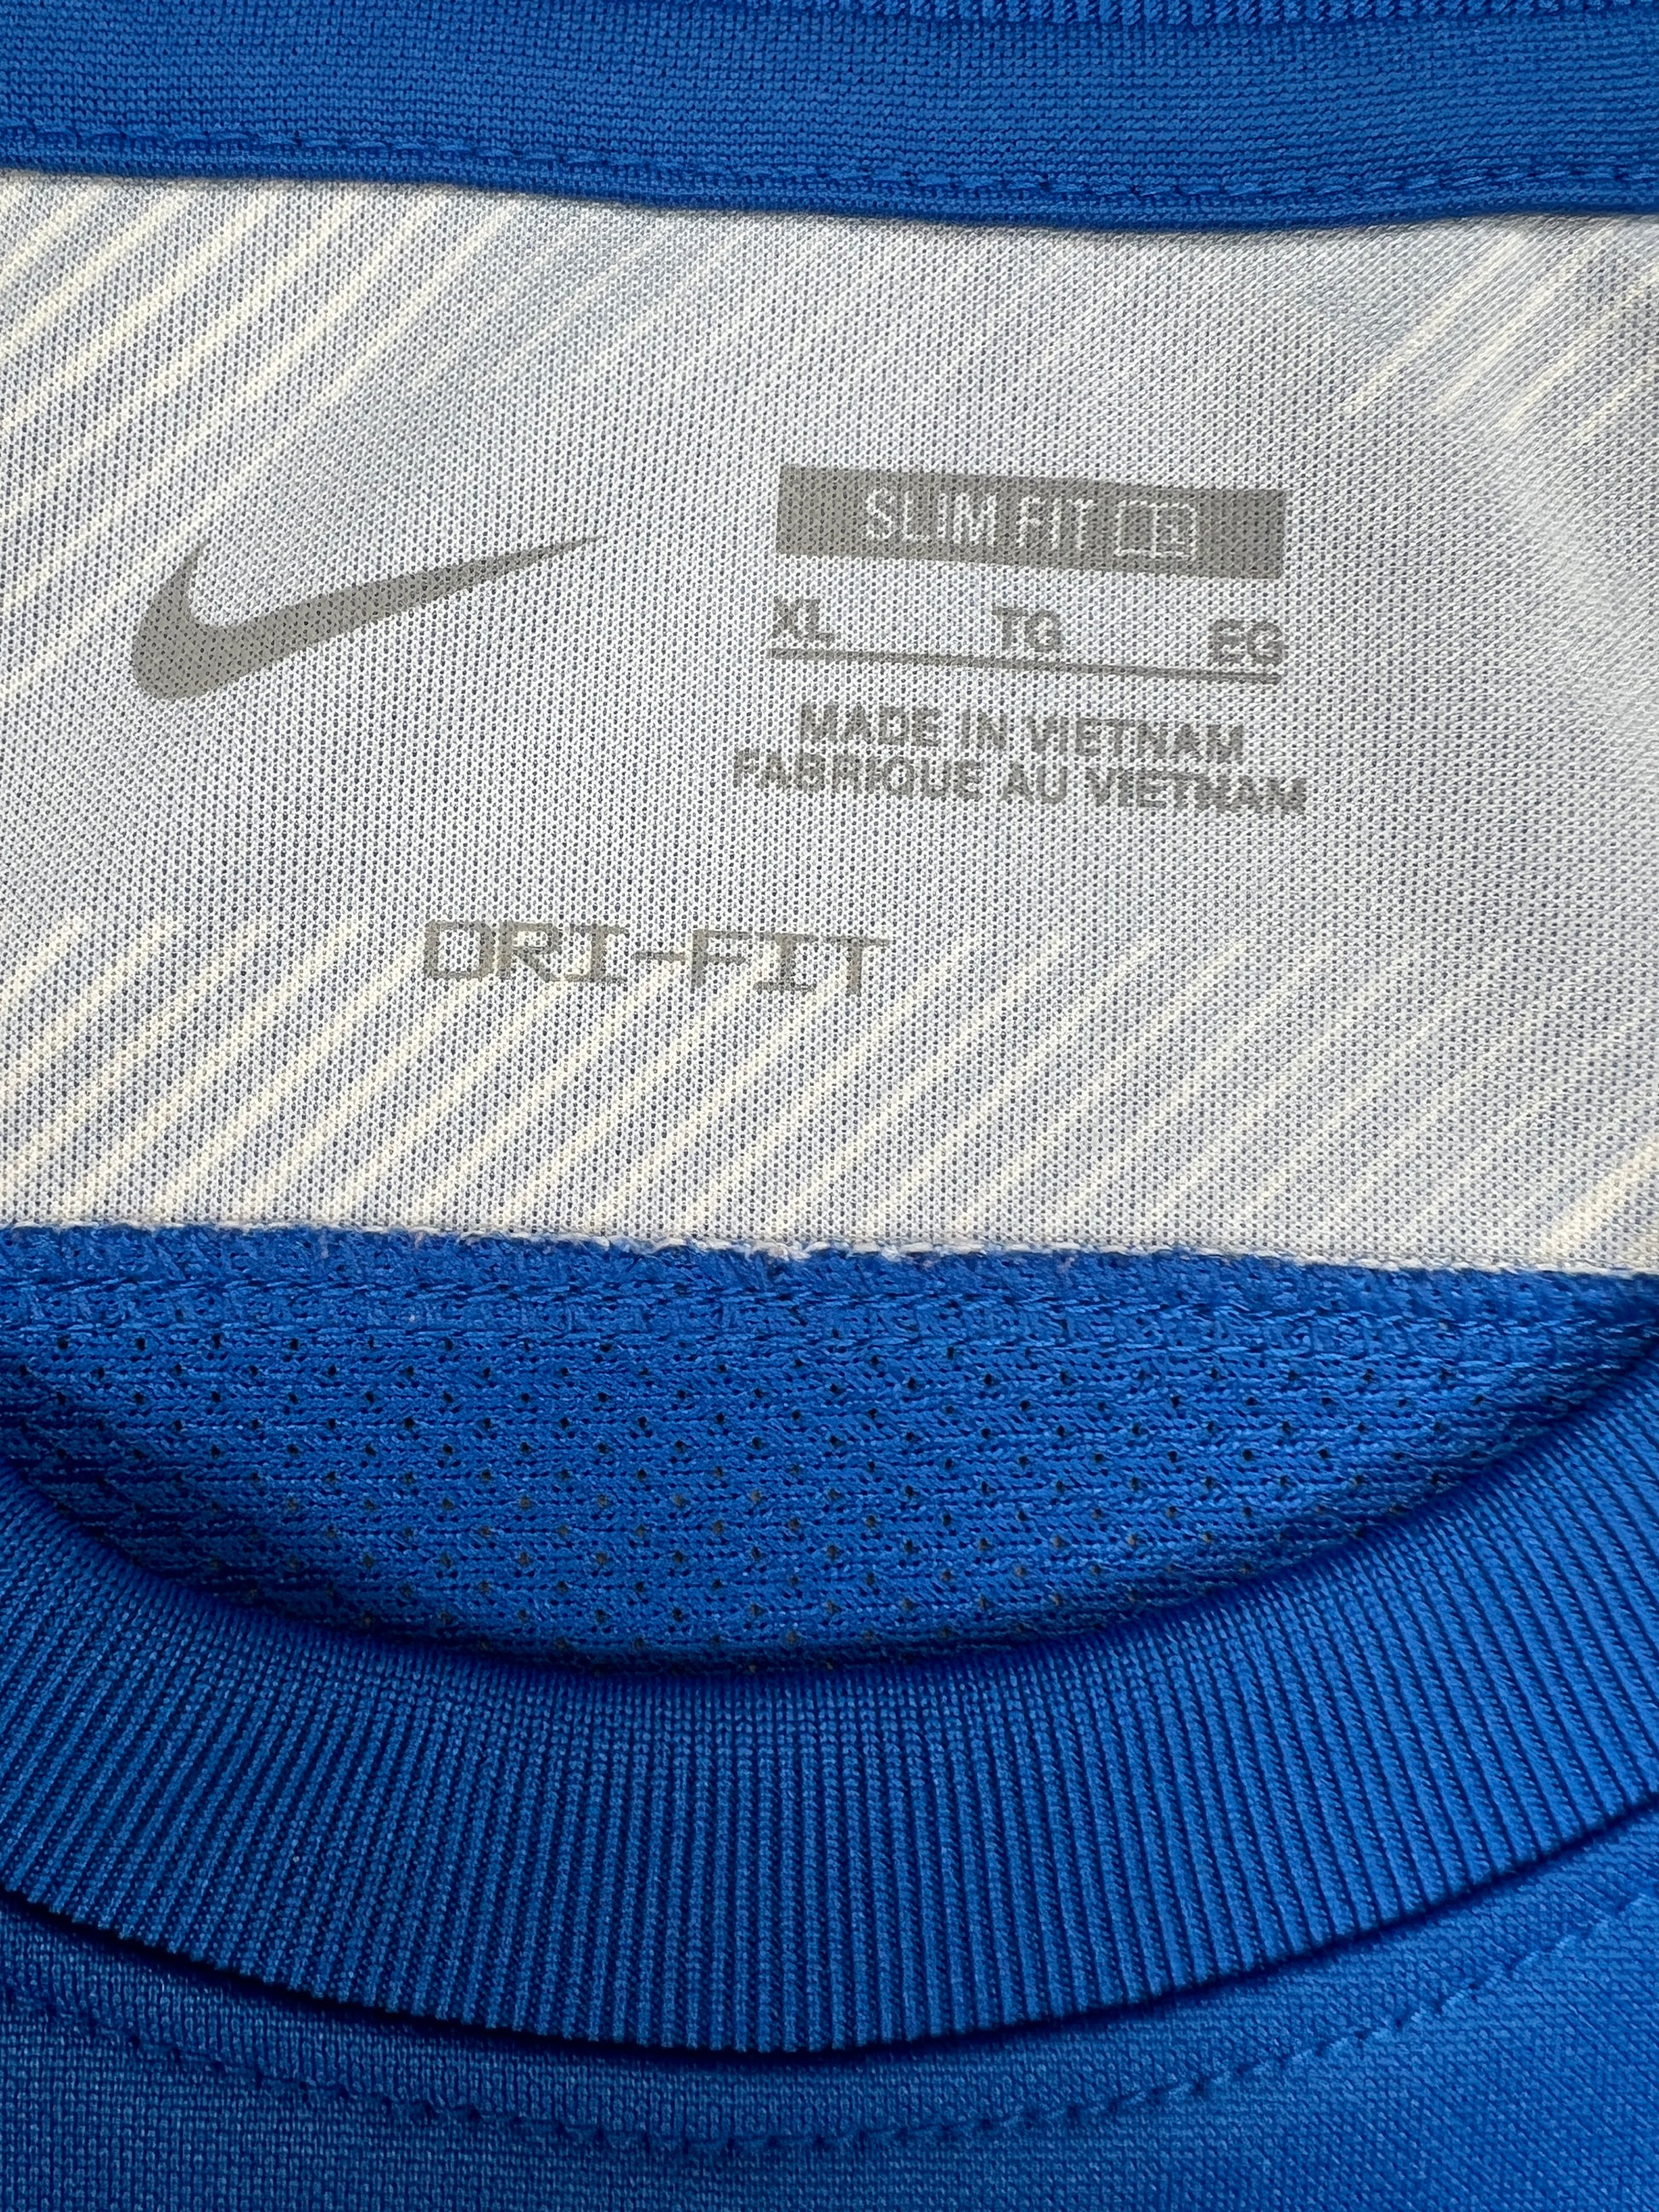 SLIM FIT
XL TG EG
MADE IN VIETNAM
FABRIQUE AU VIETNAM
DRI-FIT